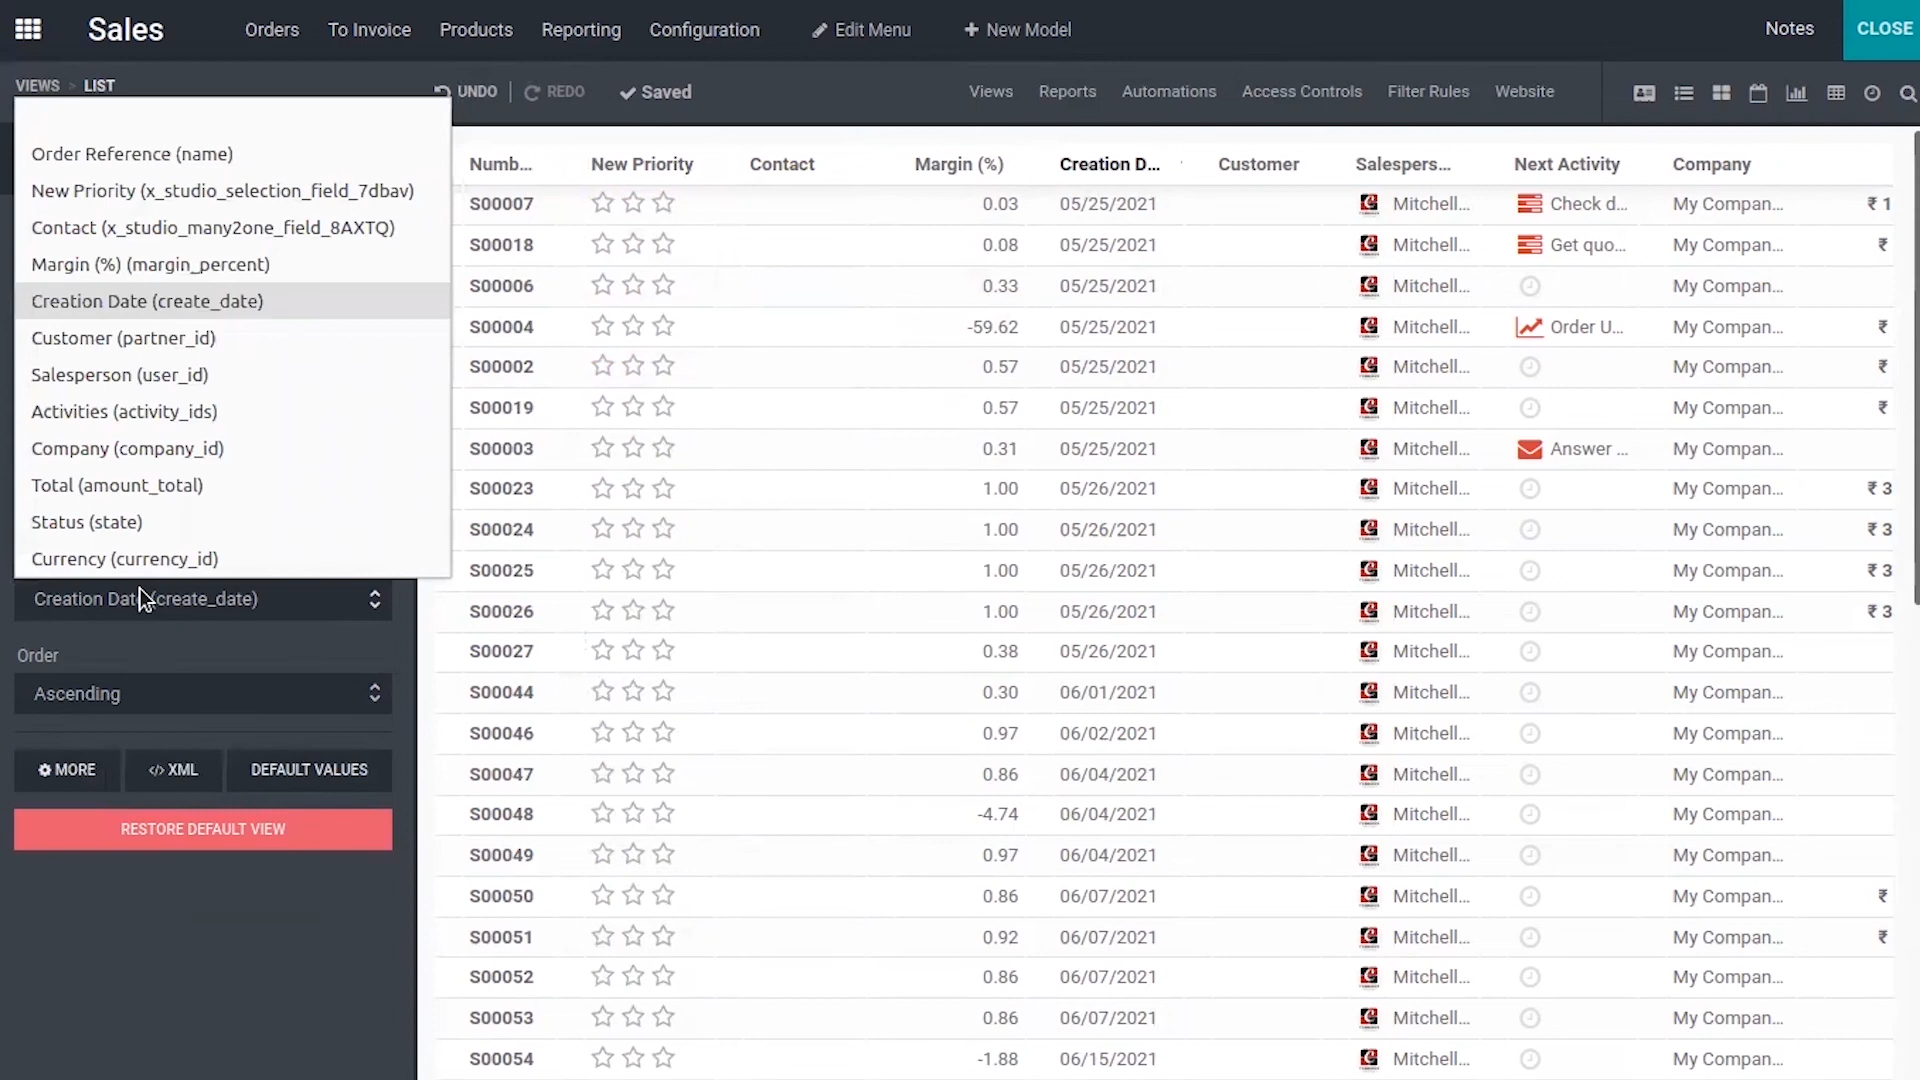 Sales Orders To Invoice Products Reporting Configuration Edit Menu + New Model Notes CLOSE
VIEWS > LIST UNDO REDO Saved Views Reports Automations Access Controls Filter Rules Website
Order Reference (name)
New Priority (x_studio_selection_field_7dbav)
Contact (x_studio_many2one_field_8AXTQ)
Margin (%) (margin_percent)
Creation Date (create_date)
Customer (partner_id)
Salesperson (user_id)
Activities (activity_ids)
Company (company_id)
Total (amount_total)
Status (state)
Currency (currency_id)
Creation Date (create_date)
Order
Ascending
MORE </> XML DEFAULT VALUES
RESTORE DEFAULT VIEW
Numb... New Priority Contact Margin (%) Creation D... Customer Salespers... Next Activity Company
S00007 0.03 05/25/2021 Mitchell... Check d... My Compan... ₹ 1
S00018 0.08 05/25/2021 Mitchell... Get quo... My Compan... ₹
S00006 0.33 05/25/2021 Mitchell... My Compan...
S00004 -59.62 05/25/2021 Mitchell... Order U... My Compan... ₹
S00002 0.57 05/25/2021 Mitchell... My Compan... ₹
S00019 0.57 05/25/2021 Mitchell... My Compan... ₹
S00003 0.31 05/25/2021 Mitchell... Answer ... My Compan...
S00023 1.00 05/26/2021 Mitchell... My Compan... ₹ 3
S00024 1.00 05/26/2021 Mitchell... My Compan... ₹ 3
S00025 1.00 05/26/2021 Mitchell... My Compan... ₹ 3
S00026 1.00 05/26/2021 Mitchell... My Compan... ₹ 3
S00027 0.38 05/26/2021 Mitchell... My Compan...
S00044 0.30 06/01/2021 Mitchell... My Compan...
S00046 0.97 06/02/2021 Mitchell... My Compan...
S00047 0.86 06/04/2021 Mitchell... My Compan...
S00048 -4.74 06/04/2021 Mitchell... My Compan...
S00049 0.97 06/04/2021 Mitchell... My Compan...
S00050 0.86 06/07/2021 Mitchell... My Compan... ₹
S00051 0.92 06/07/2021 Mitchell... My Compan... ₹
S00052 0.86 06/07/2021 Mitchell... My Compan...
S00053 0.86 06/07/2021 Mitchell... My Compan...
S00054 -1.88 06/15/2021 Mitchell... My Compan...